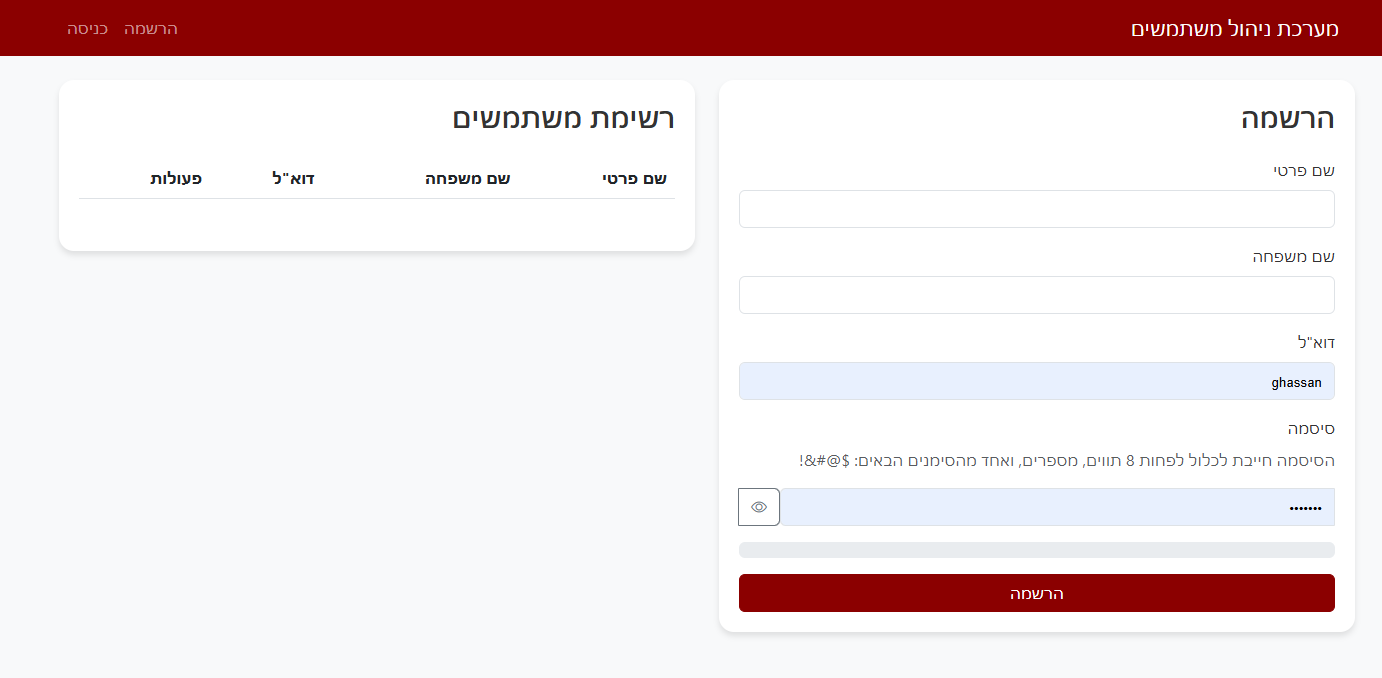 מערכת ניהול משתמשים
הרשמה
כניסה
הרשמה
שם פרטי
שם משפחה
דוא"ל
ghassan
סיסמה
הסיסמה חייבת לכלול לפחות 8 תווים, מספרים, ואחד מהסימנים הבאים: $@#&!
•••••••
הרשמה
רשימת משתמשים
שם פרטי שם משפחה דוא"ל פעולות